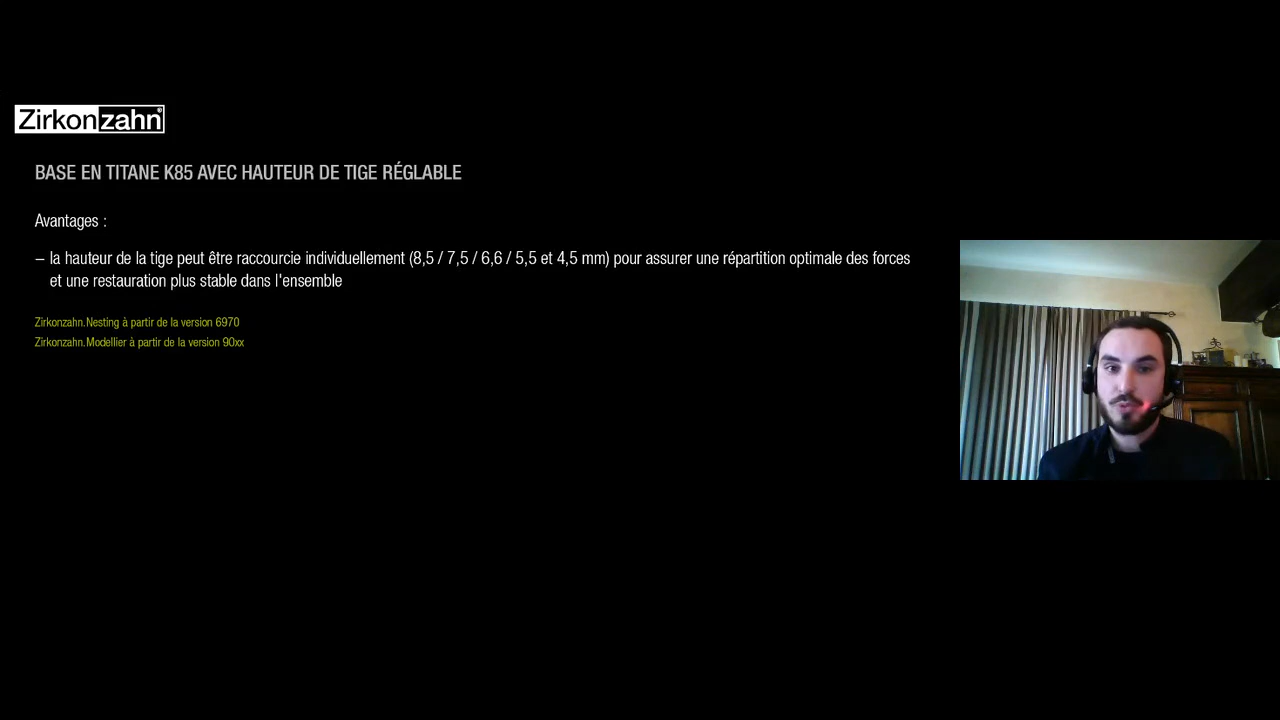 Zirkonzahn®
BASE EN TITANE K85 AVEC HAUTEUR DE TIGE RÉGLABLE
Avantages :
– la hauteur de la tige peut être raccourcie individuellement (8,5 / 7,5 / 6,6 / 5,5 et 4,5 mm) pour assurer une répartition optimale des forces
et une restauration plus stable dans l'ensemble
Zirkonzahn.Nesting à partir de la version 6970
Zirkonzahn.Modellier à partir de la version 90xx